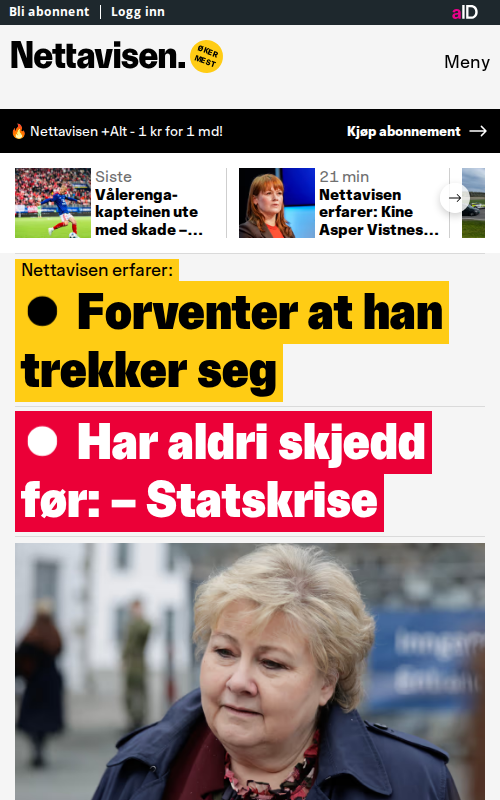 Bli abonnent
Logg inn
aID
Nettavisen.
ØKER
MEST
Meny
Nettavisen +Alt - 1 kr for 1 md!
Kjøp abonnement
Siste
Vålerenga-
kapteinen ute
med skade –...
21 min
Nettavisen
erfarer: Kine
Asper Vistnes...
Nettavisen erfarer:
Forventer at han
trekker seg
Har aldri skjedd
før: – Statskrise